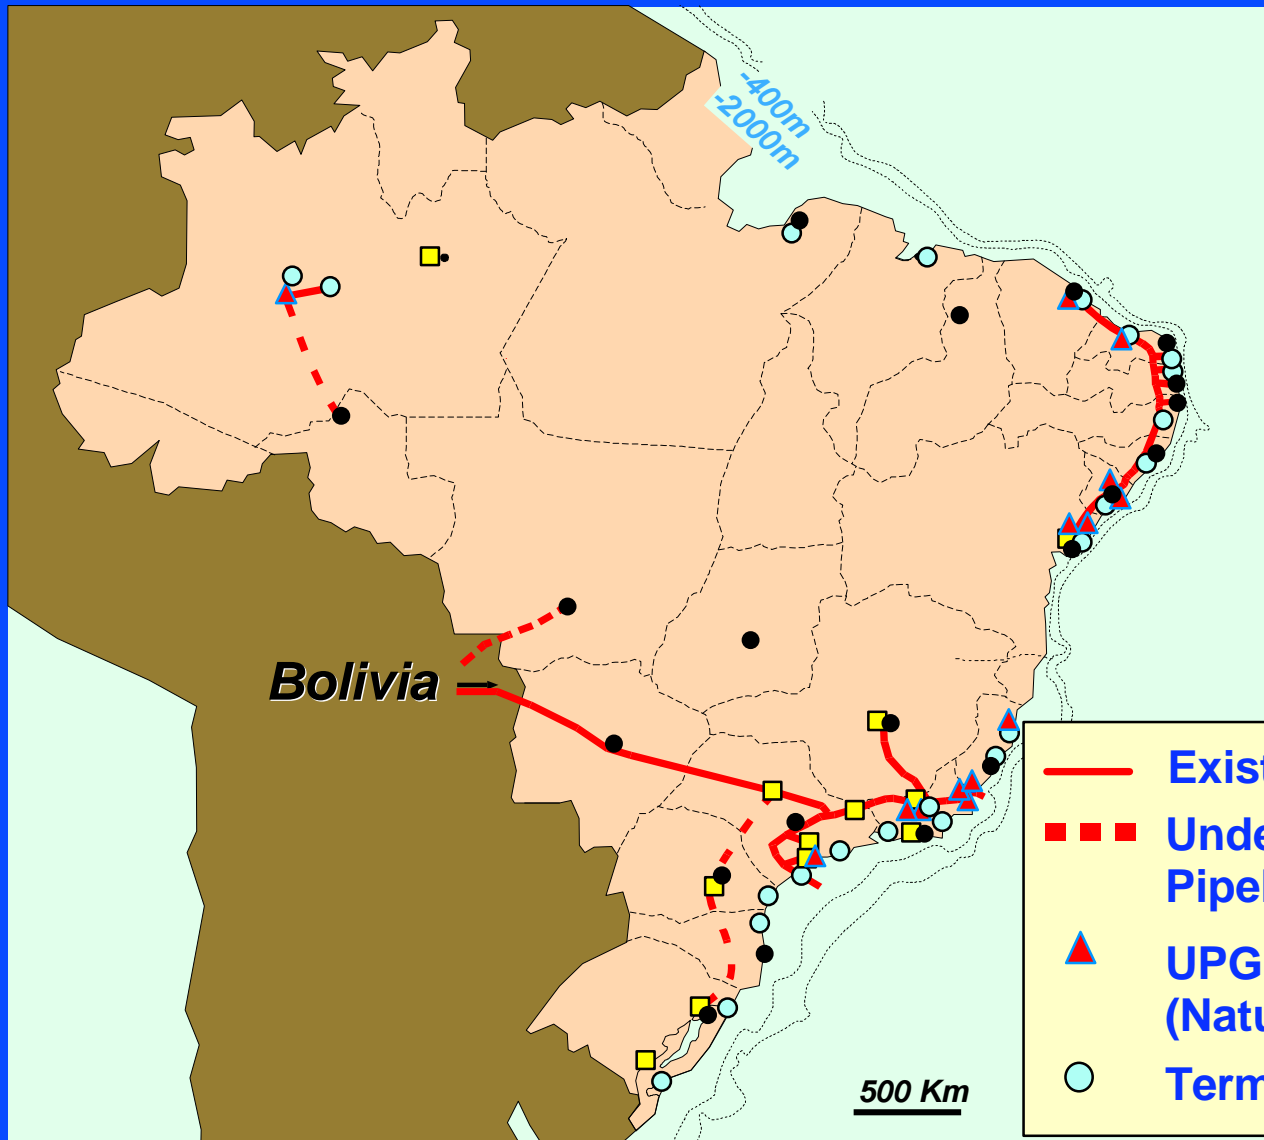 -400m
-2000m
Bolivia
Exist
Unde
Pipel
UPG
(Natu
Term
500 Km